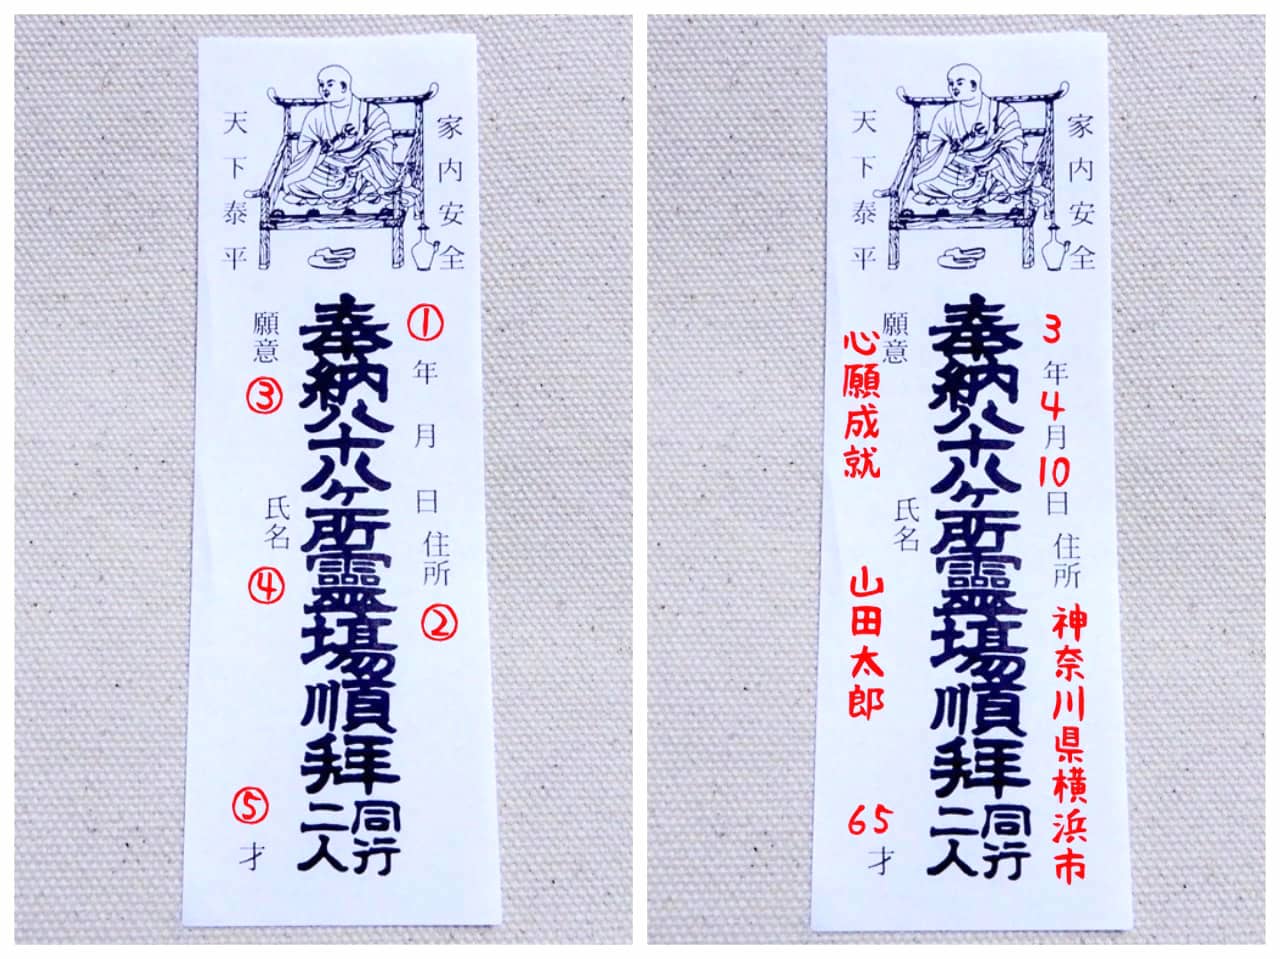 家内安全
①年月日 住所②
奉納八十八ヶ所霊場順拝 同行二人
願意③
氏名④
⑤才
天下泰平
家内安全
3年4月10日 住所 神奈川県横浜市
奉納八十八ヶ所霊場順拝 同行二人
願意 心願成就
氏名 山田太郎
65才
天下泰平